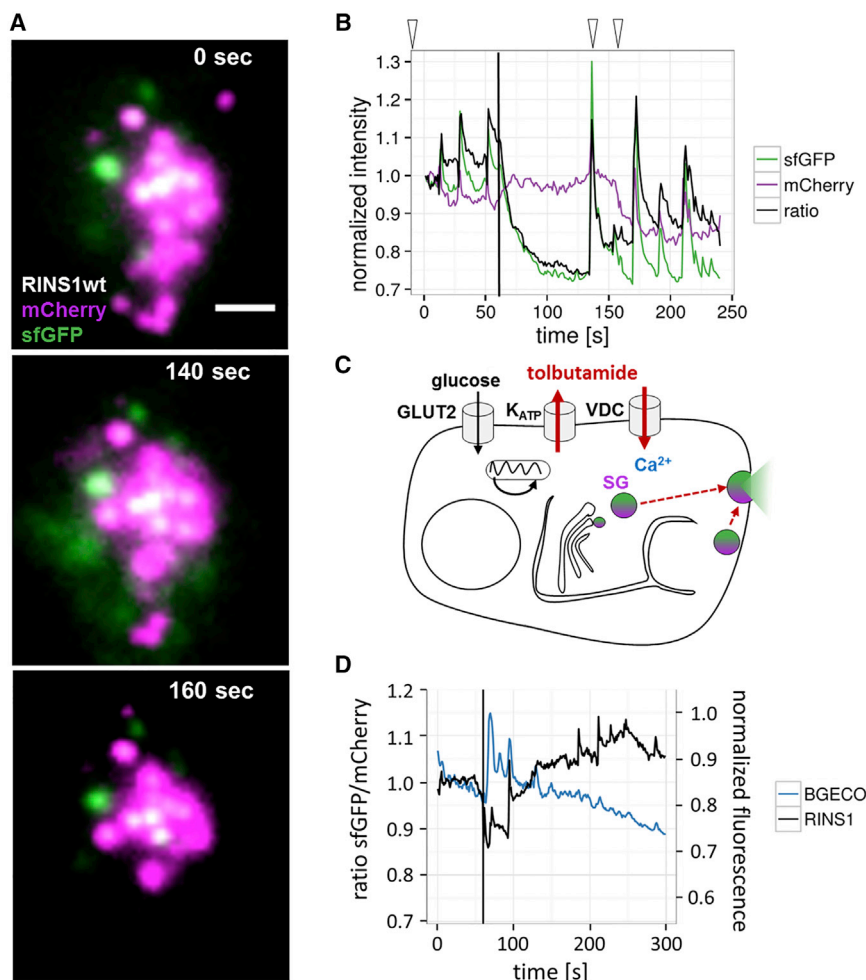 A
0 sec
RINS1wt
mCherry
sfGFP
140 sec
160 sec
B
normalized intensity
1.3
1.2
1.1
1.0
0.9
0.8
0.7
0 50 100 150 200 250
time [s]
sfGFP
mCherry
ratio
C
glucose
tolbutamide
GLUT2
KATP
VDC
Ca2+
SG
D
ratio sfGFP/mCherry
1.2
1.1
1.0
0.9
0.8
0.7
0 100 200 300
time [s]
1.0
0.9
0.8
0.7
0.6
normalized fluorescence
BGECO
RINS1